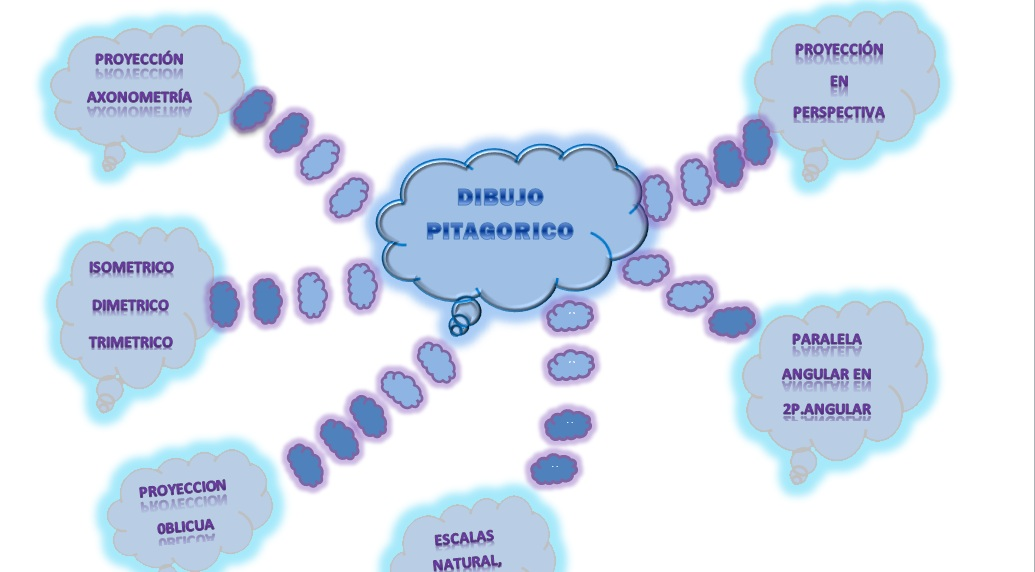 PROYECCIÓN
AXONOMETRÍA
PROYECCIÓN
EN
PERSPECTIVA
DIBUJO
PITAGORICO
ISOMETRICO
DIMETRICO
TRIMETRICO
PARALELA
ANGULAR EN
2P.ANGULAR
PROYECCION
0BLICUA
ESCALAS
NATURAL,